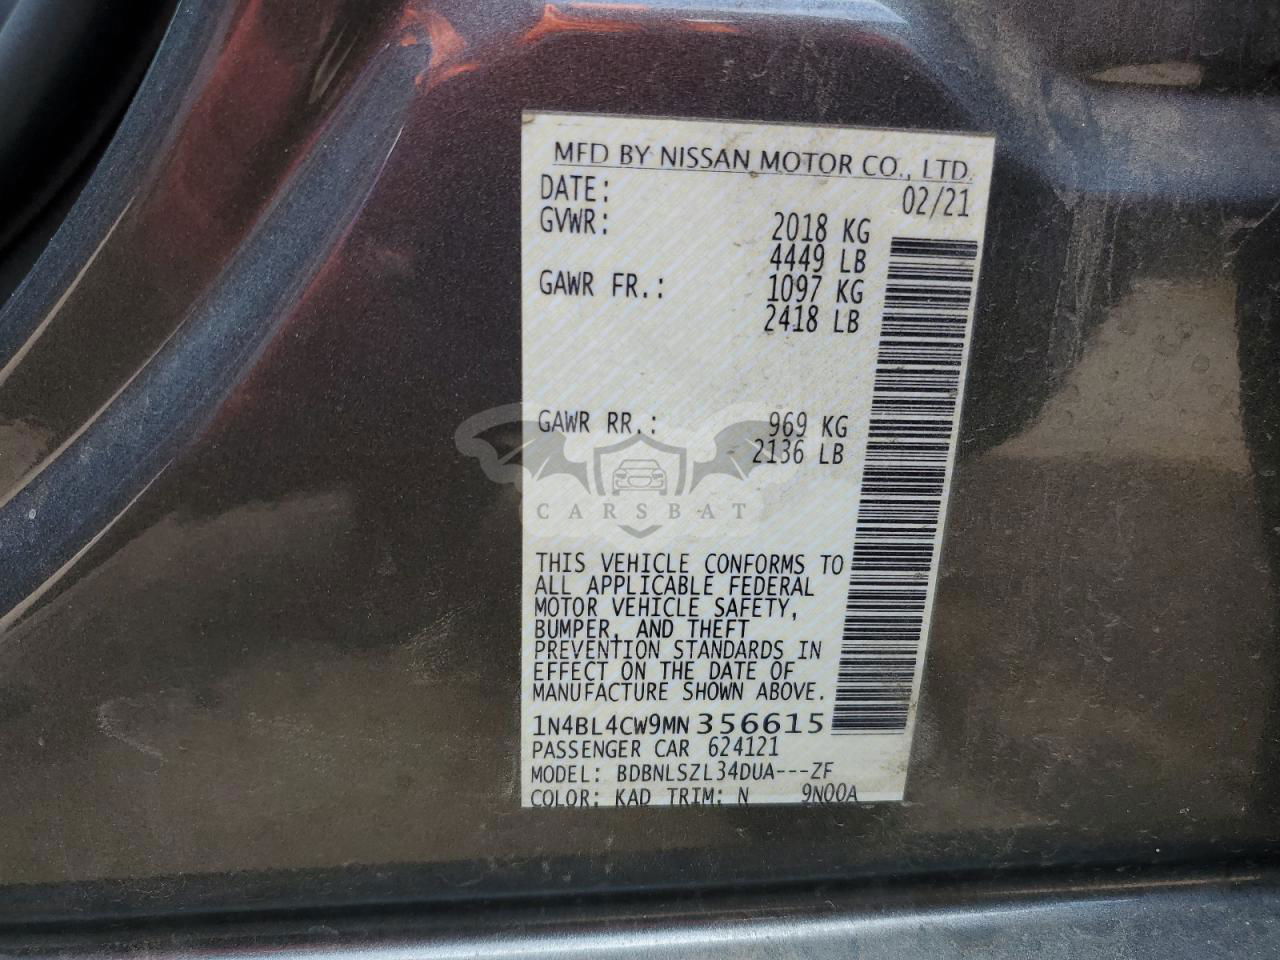 MFD BY NISSAN MOTOR CO., LTD.
DATE: 02/21
GVWR: 2018 KG
4449 LB
GAWR FR.: 1097 KG
2418 LB
GAWR RR.: 969 KG
2136 LB
CARSBAT
THIS VEHICLE CONFORMS TO
ALL APPLICABLE FEDERAL
MOTOR VEHICLE SAFETY,
BUMPER, AND THEFT
PREVENTION STANDARDS IN
EFFECT ON THE DATE OF
MANUFACTURE SHOWN ABOVE.
1N4BL4CW9MN356615
PASSENGER CAR 624121
MODEL: BDBNLSZL34DUA---ZF
COLOR: KAD TRIM: N 9N00A